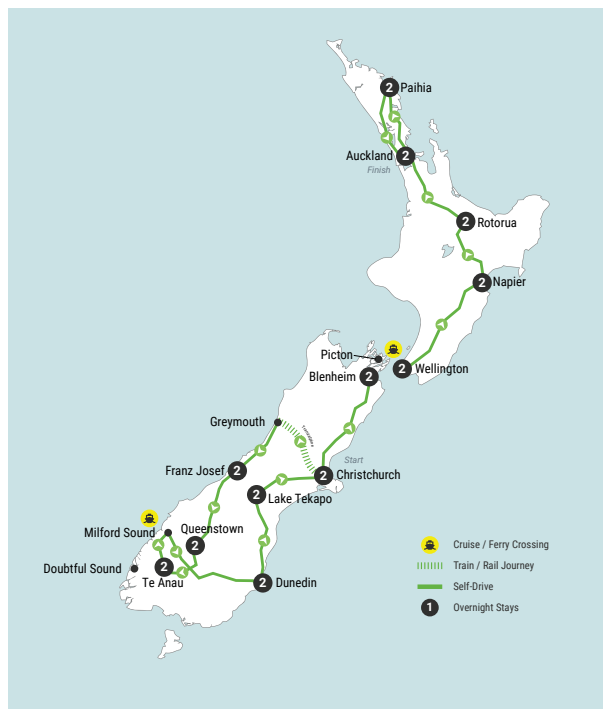 2 Paihia
Auckland 2
Finish
2 Rotorua
2 Napier
Picton
Blenheim 2
2 Wellington
Greymouth
TranzAlpine
Start
Franz Josef 2
2 Christchurch
2 Lake Tekapo
Milford Sound
Queenstown
2
Doubtful Sound
2
Te Anau
2 Dunedin
Cruise / Ferry Crossing
Train / Rail Journey
Self-Drive
1 Overnight Stays